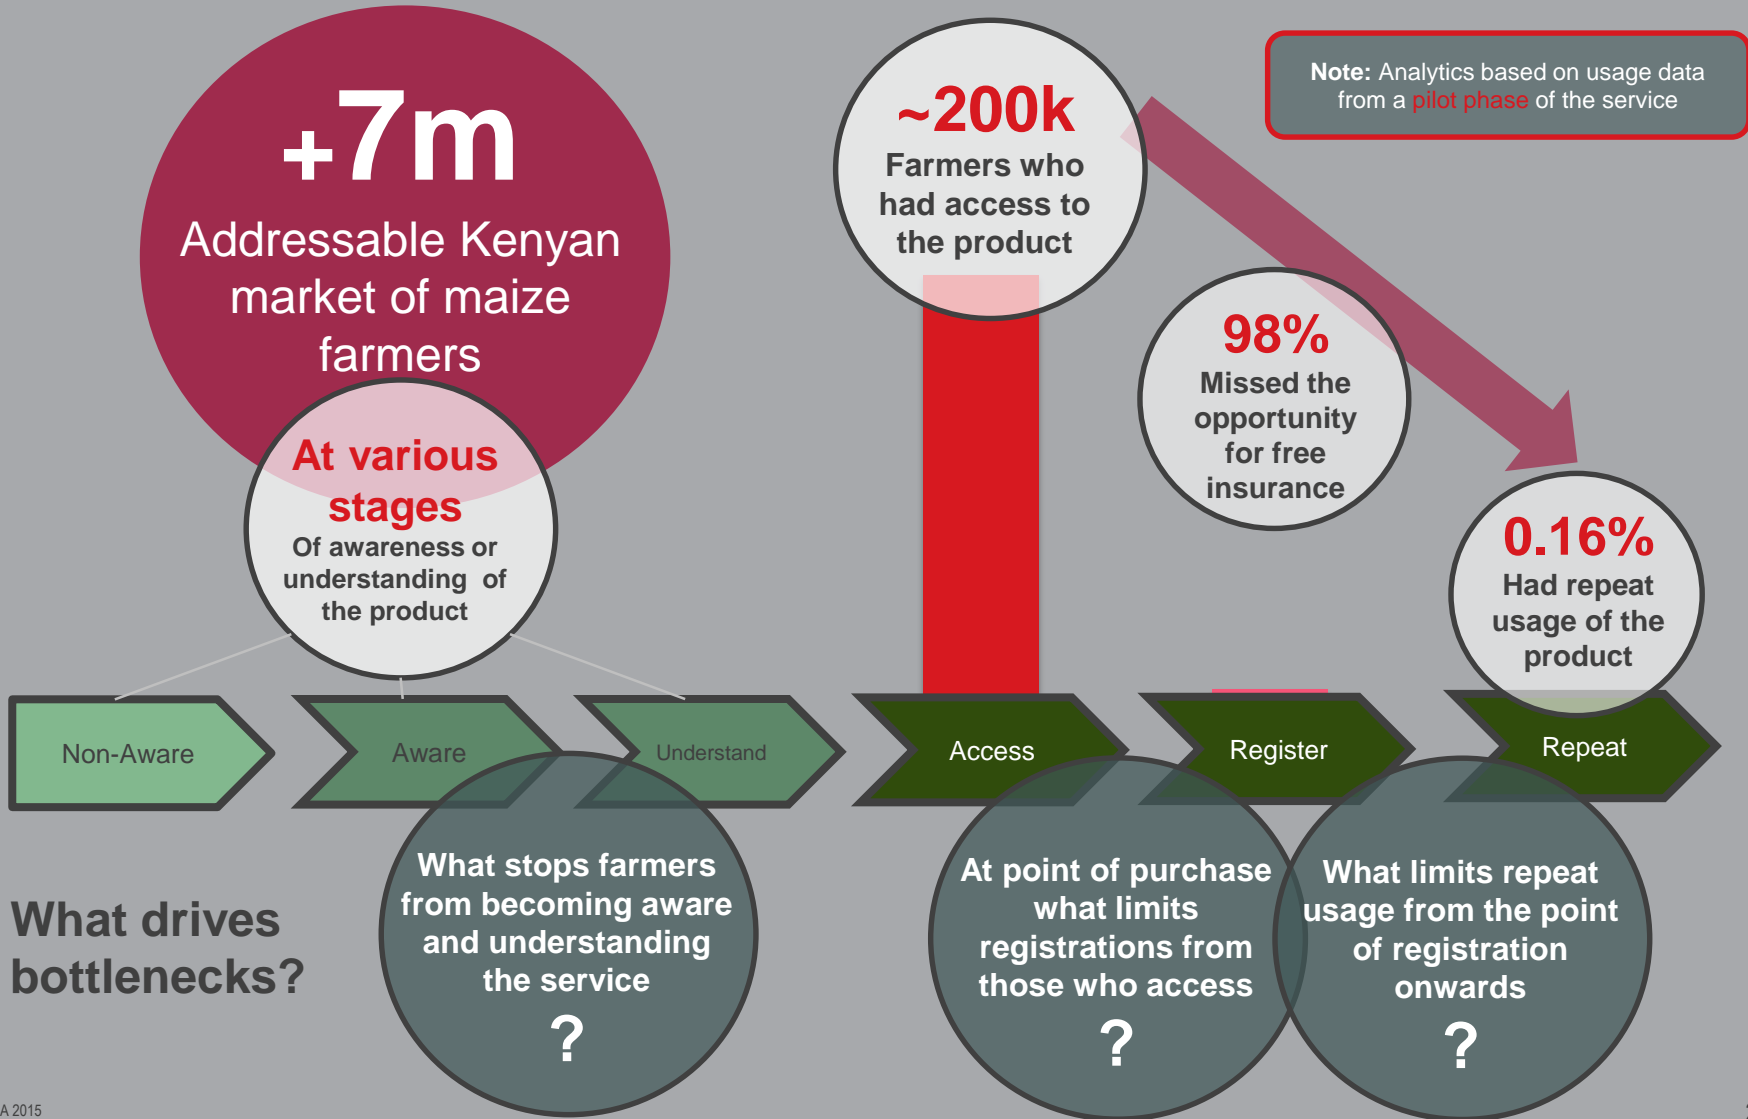 +7m
Addressable Kenyan
market of maize
farmers
At various
stages
Of awareness or
understanding of
the product
~200k
Farmers who
had access to
the product
Note: Analytics based on usage data
from a pilot phase of the service
98%
Missed the
opportunity
for free
insurance
0.16%
Had repeat
usage of the
product
Non-Aware
Aware
Understand
Access
Register
Repeat
What drives
bottlenecks?
What stops farmers
from becoming aware
and understanding
the service
?
At point of purchase
what limits
registrations from
those who access
?
What limits repeat
usage from the point
of registration
onwards
?
A 2015